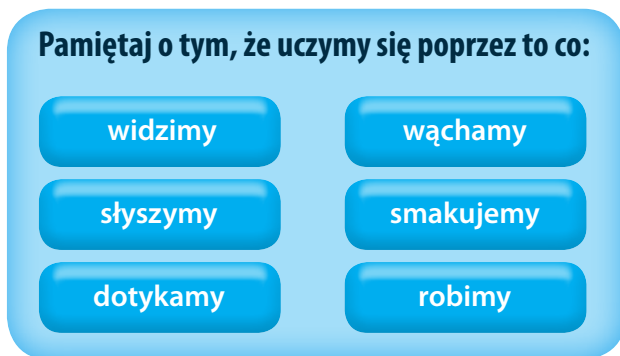 Pamiętaj o tym, że uczymy się poprzez to co:
widzimy
wąchamy
słyszymy
smakujemy
dotykamy
robimy